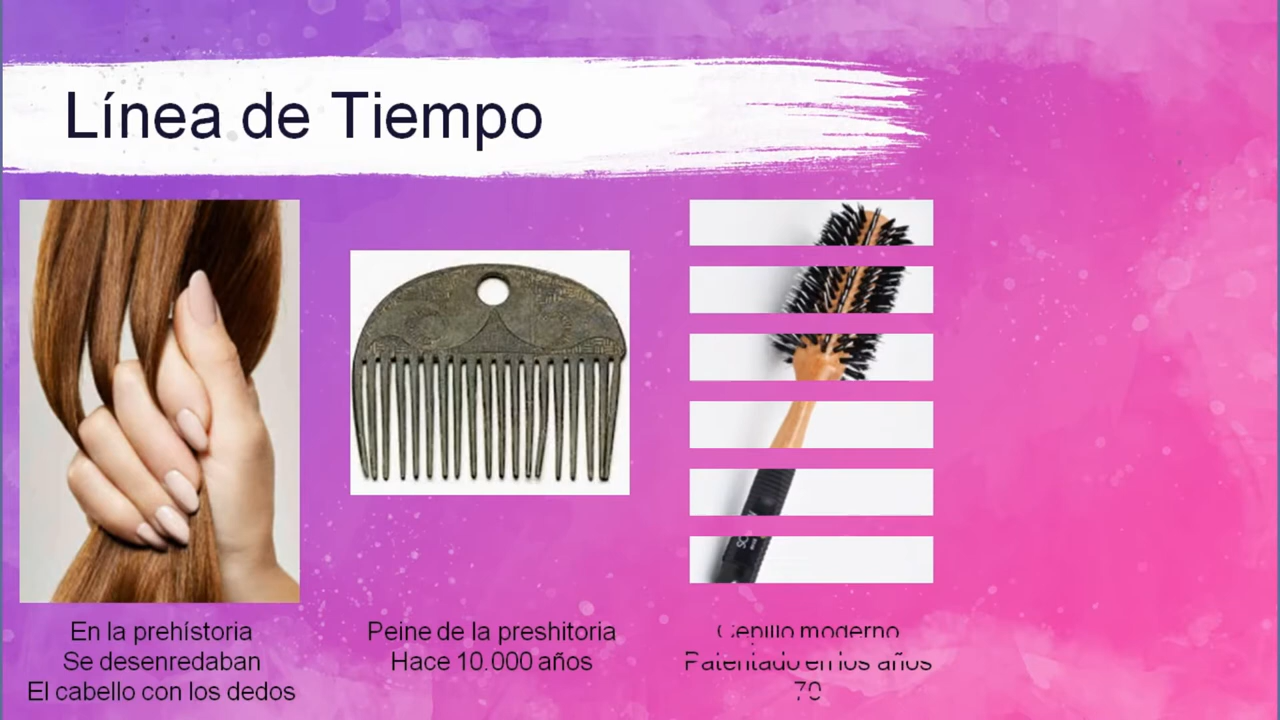 Línea de Tiempo
En la prehístoria
Se desenredaban
El cabello con los dedos
Peine de la preshitoria
Hace 10.000 años
Cepillo moderno
Patentado en los años
70